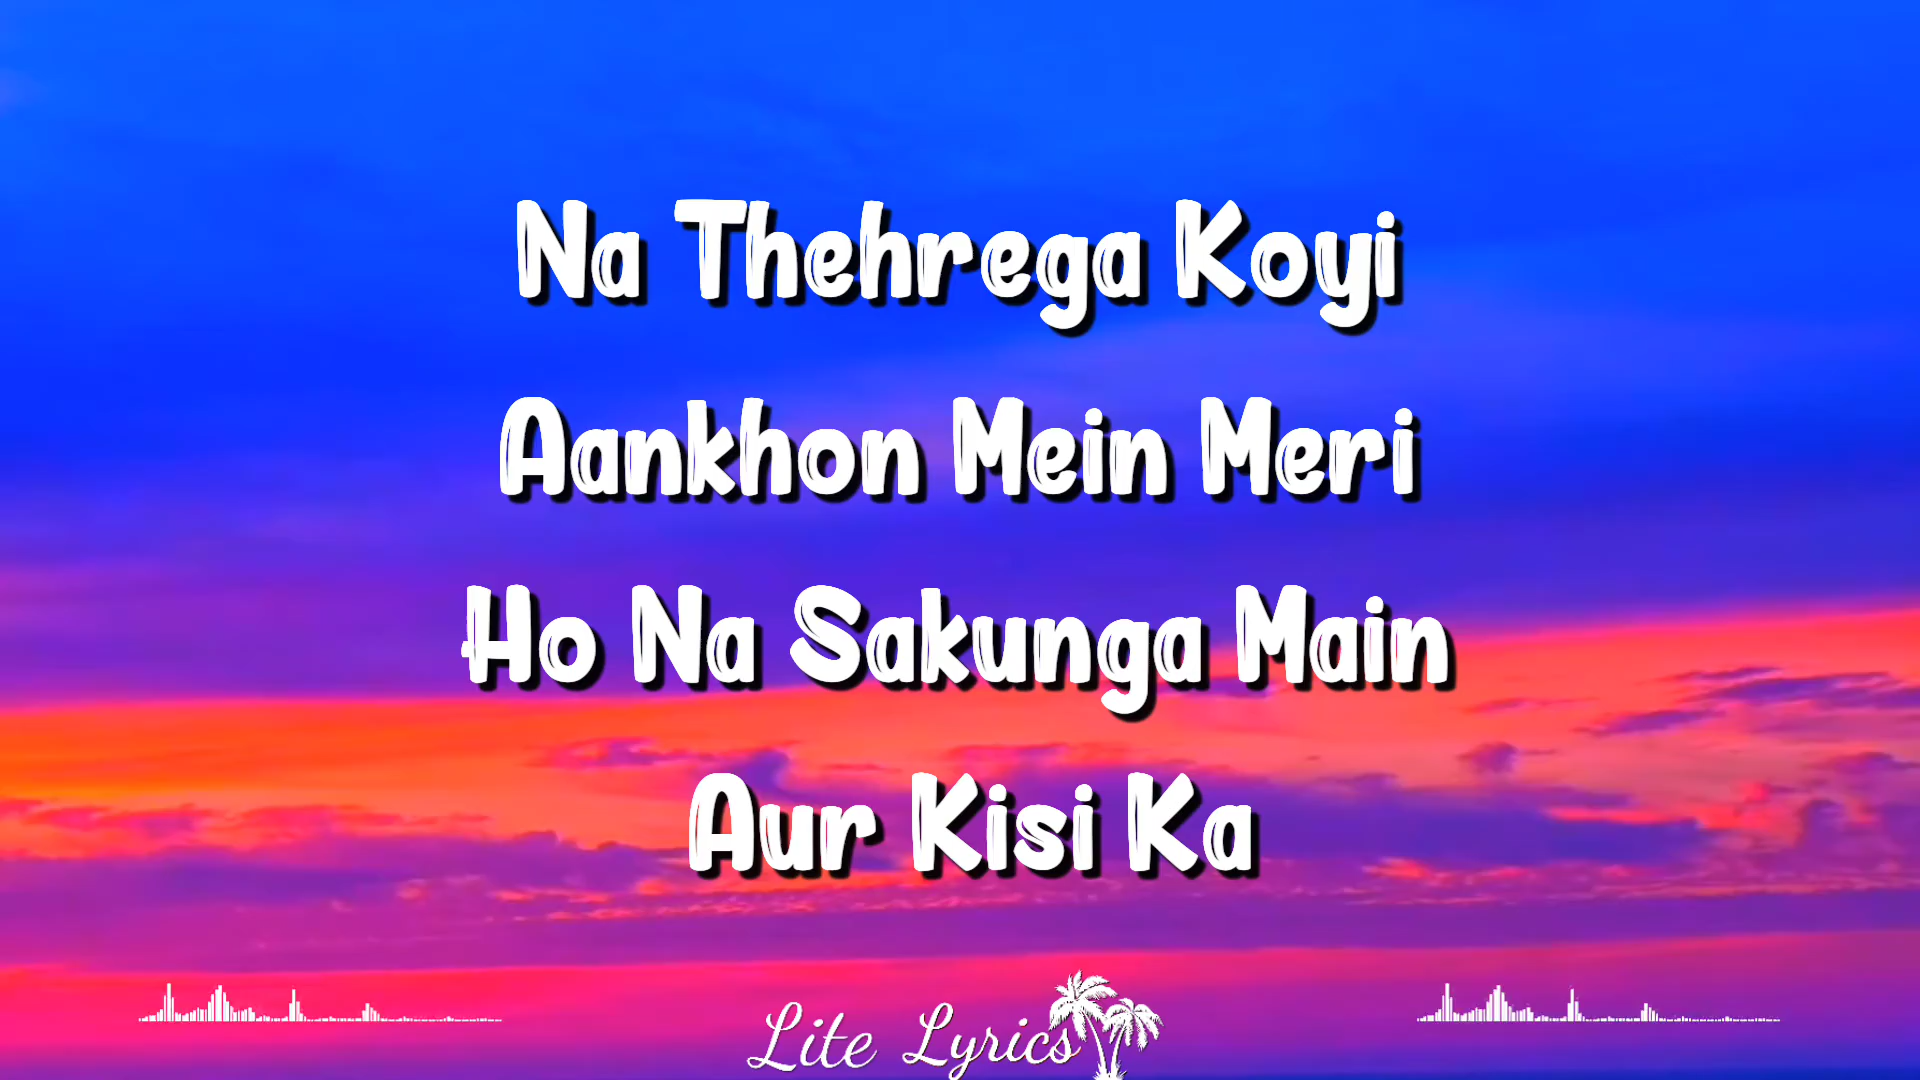 Na Thehrega Koyi
Aankhon Mein Meri
Ho Na Sakunga Main
Aur Kisi Ka
Lite Lyrics